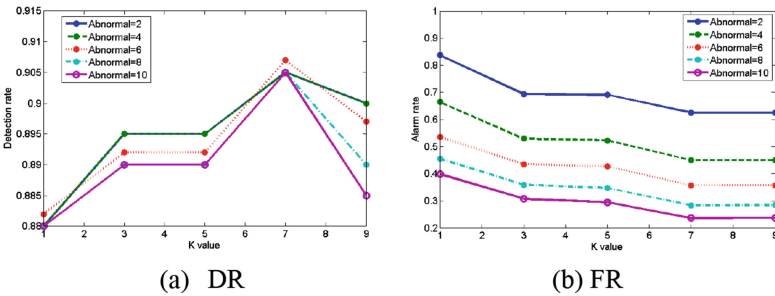 0.915
0.91
0.905
0.9
0.895
0.89
0.885
0.88
Detection rate
Abnormal=2
Abnormal=4
Abnormal=6
Abnormal=8
Abnormal=10
1 2 3 4 5 6 7 8 9
K value
(a) DR
1
0.9
0.8
0.7
0.6
0.5
0.4
0.3
0.2
Alarm rate
Abnormal=2
Abnormal=4
Abnormal=6
Abnormal=8
Abnormal=10
1 2 3 4 5 6 7 8 9
K value
(b) FR